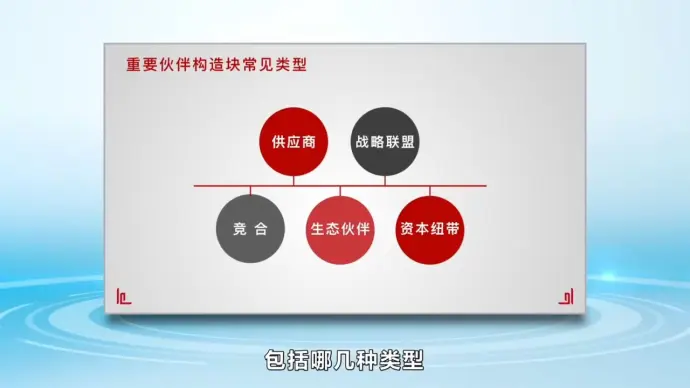 重要伙伴构造块常见类型
供应商
战略联盟
竞 合
生态伙伴
资本纽带
包括哪几种类型